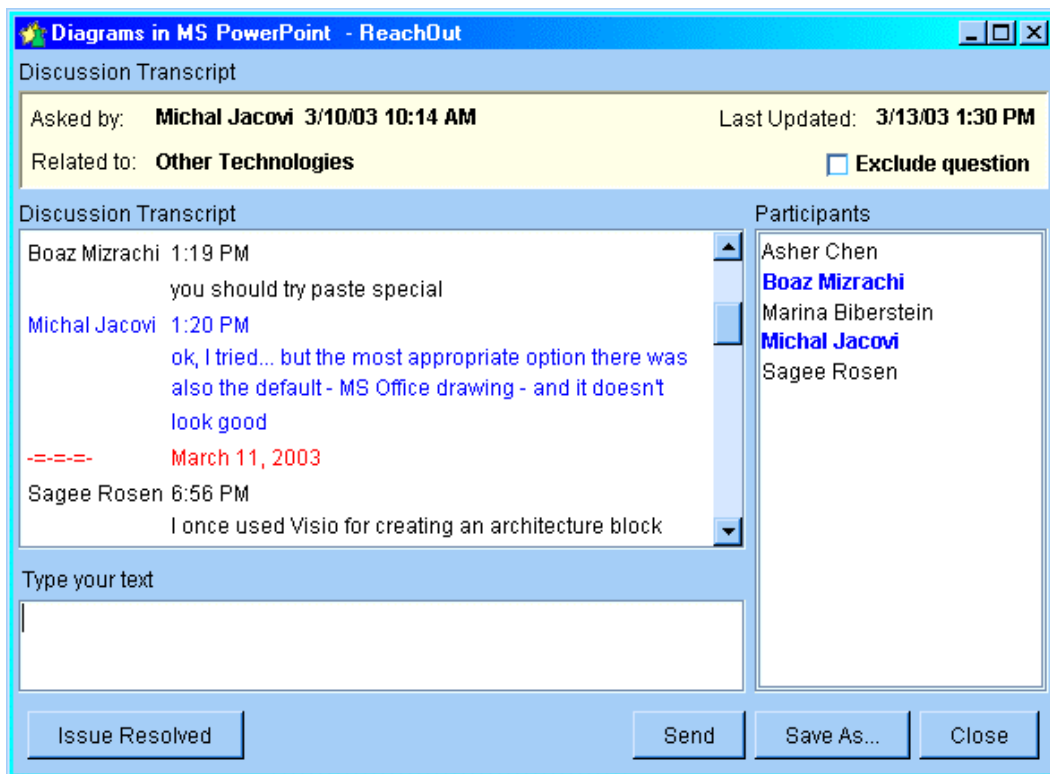 Diagrams in MS PowerPoint - ReachOut
Discussion Transcript
Asked by: Michal Jacovi 3/10/03 10:14 AM Last Updated: 3/13/03 1:30 PM
Related to: Other Technologies Exclude question
Discussion Transcript
Boaz Mizrachi 1:19 PM
you should try paste special
Michal Jacovi 1:20 PM
ok, I tried... but the most appropriate option there was
also the default - MS Office drawing - and it doesn't
look good
-=-=-=- March 11, 2003
Sagee Rosen 6:56 PM
I once used Visio for creating an architecture block
Participants
Asher Chen
Boaz Mizrachi
Marina Biberstein
Michal Jacovi
Sagee Rosen
Type your text
Issue Resolved Send Save As... Close